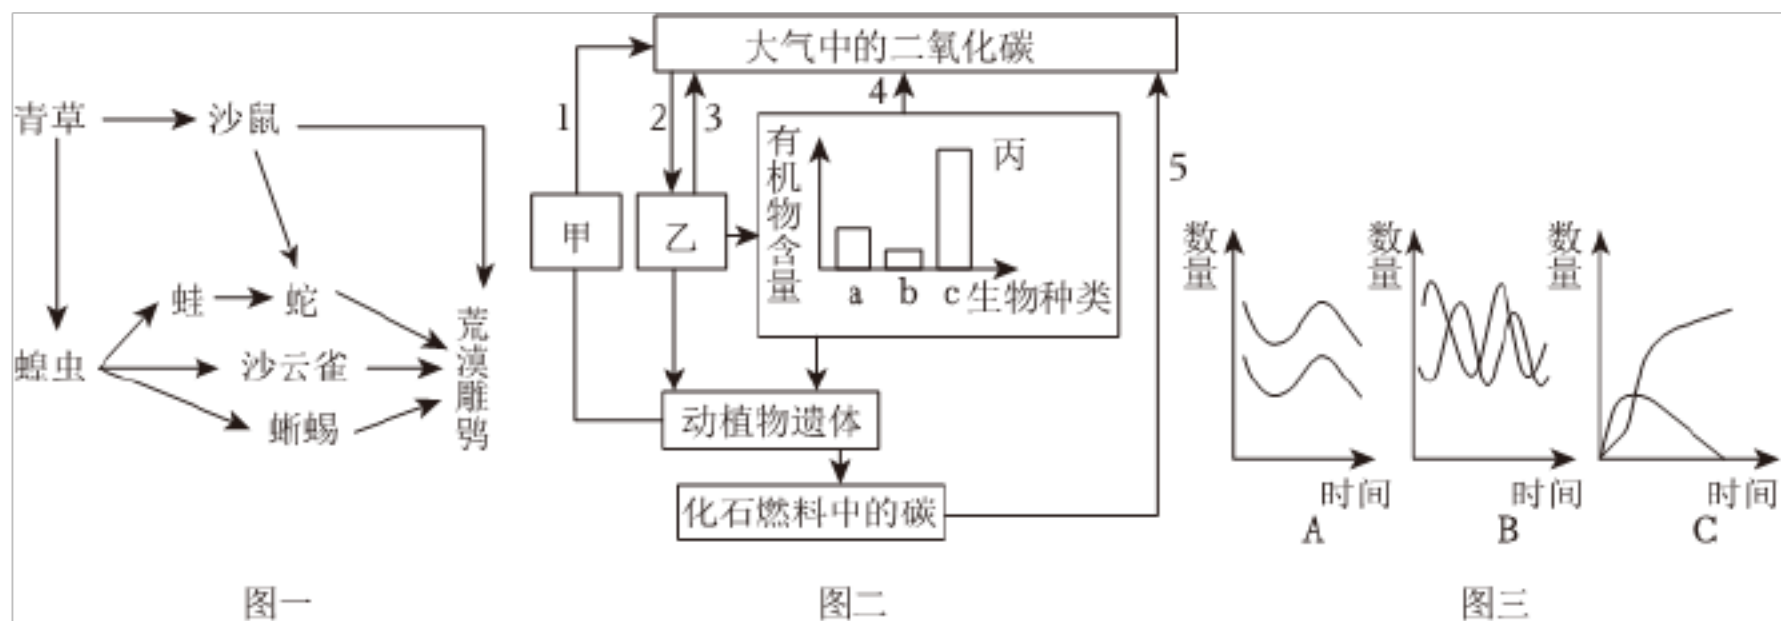 青草
沙鼠
蛙
蛇
蝗虫
沙云雀
蜥蜴
荒漠雕鸮
图一
大气中的二氧化碳
1
2
3
4
5
甲
乙
丙
有机物含量
a
b
c
生物种类
动植物遗体
化石燃料中的碳
图二
数量
时间
A
数量
时间
B
数量
时间
C
图三